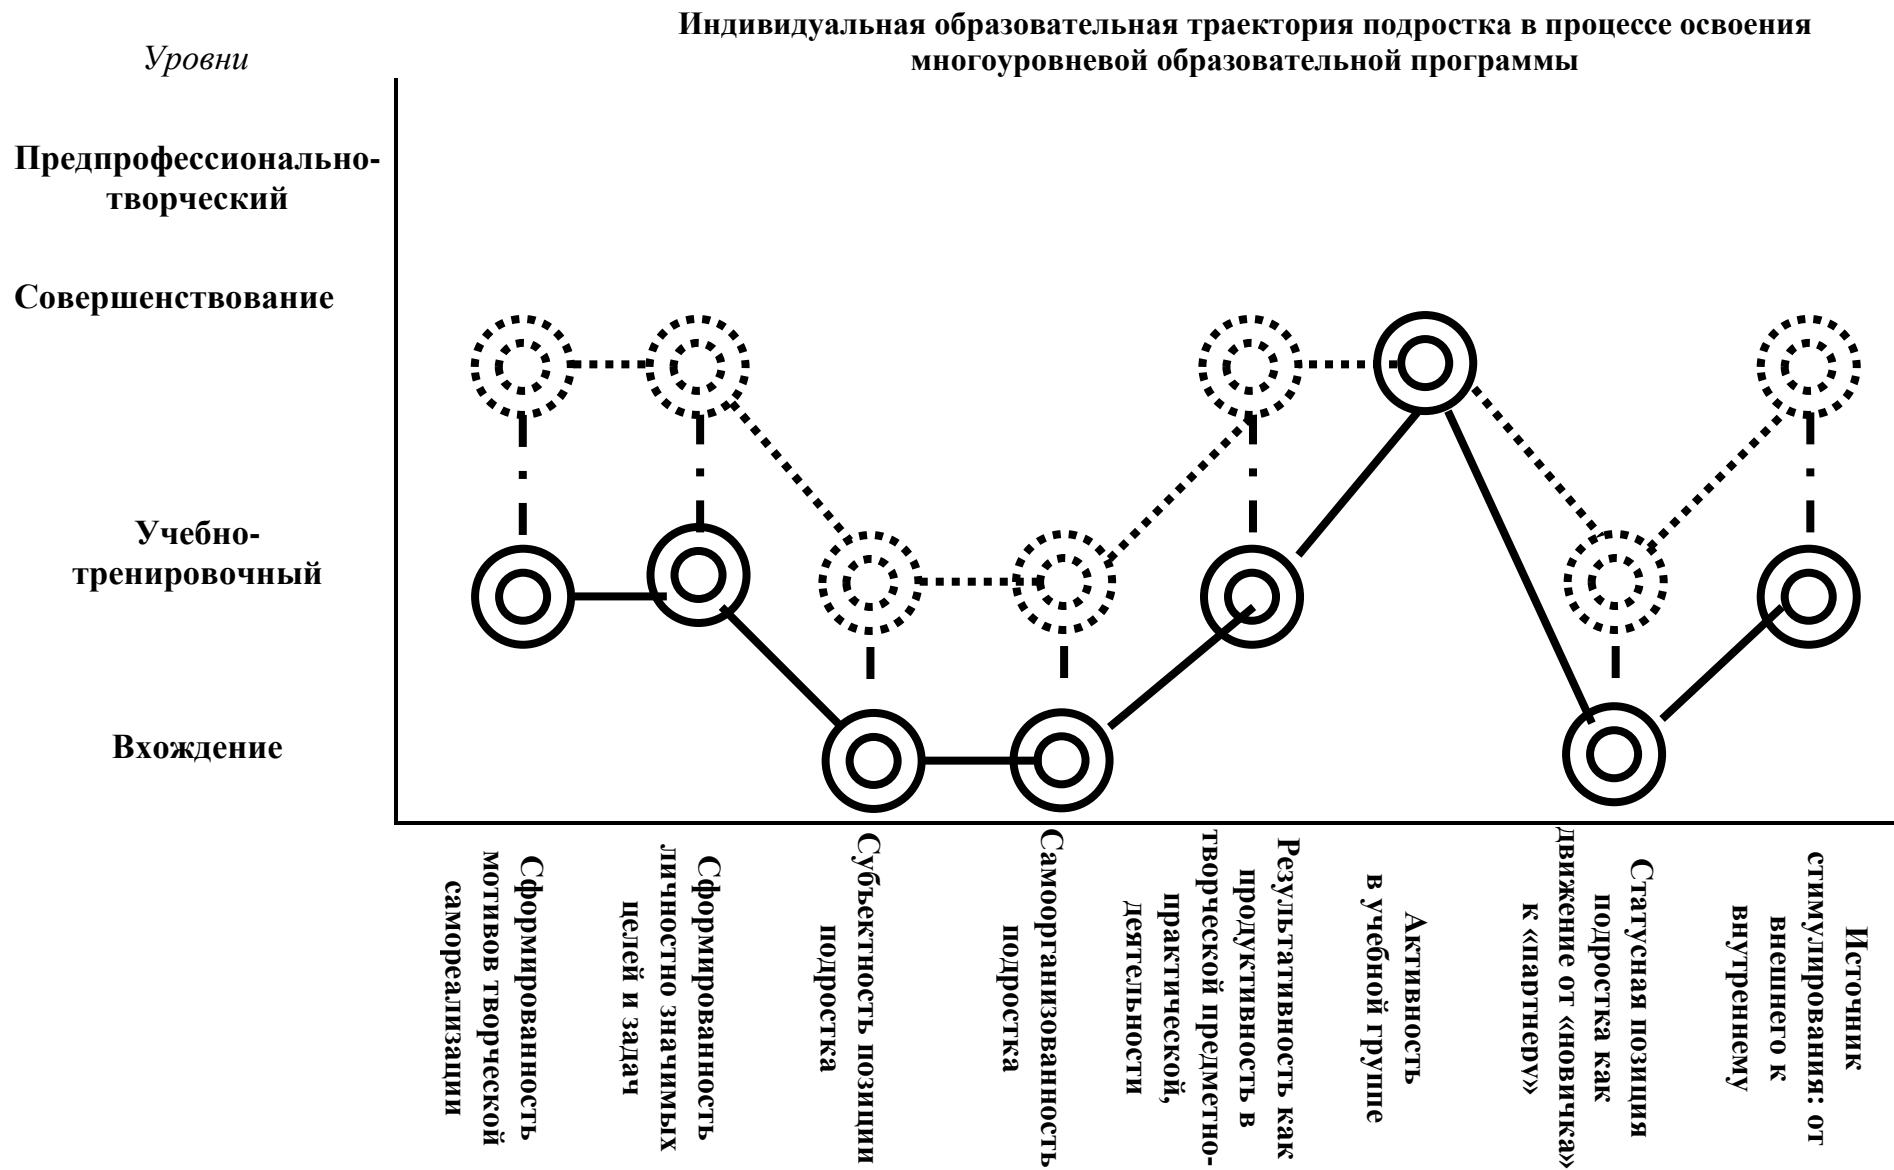 Индивидуальная образовательная траектория подростка в процессе освоения
многоуровневой образовательной программы
Уровни
Предпрофессионально-
творческий
Совершенствование
Учебно-
тренировочный
Вхождение
Сформированность
мотивов творческой
самореализации
Сформированность
личностно значимых
целей и задач
Субъектность позиции
подростка
Самоорганизованность
подростка
Результативность как
продуктивность в
творческой предметно-
практической,
деятельности
Активность
в учебной группе
Статусная позиция
подростка как
движение от «новичка»
к «партнеру»
Источник
стимулирования: от
внешнего к
внутреннему